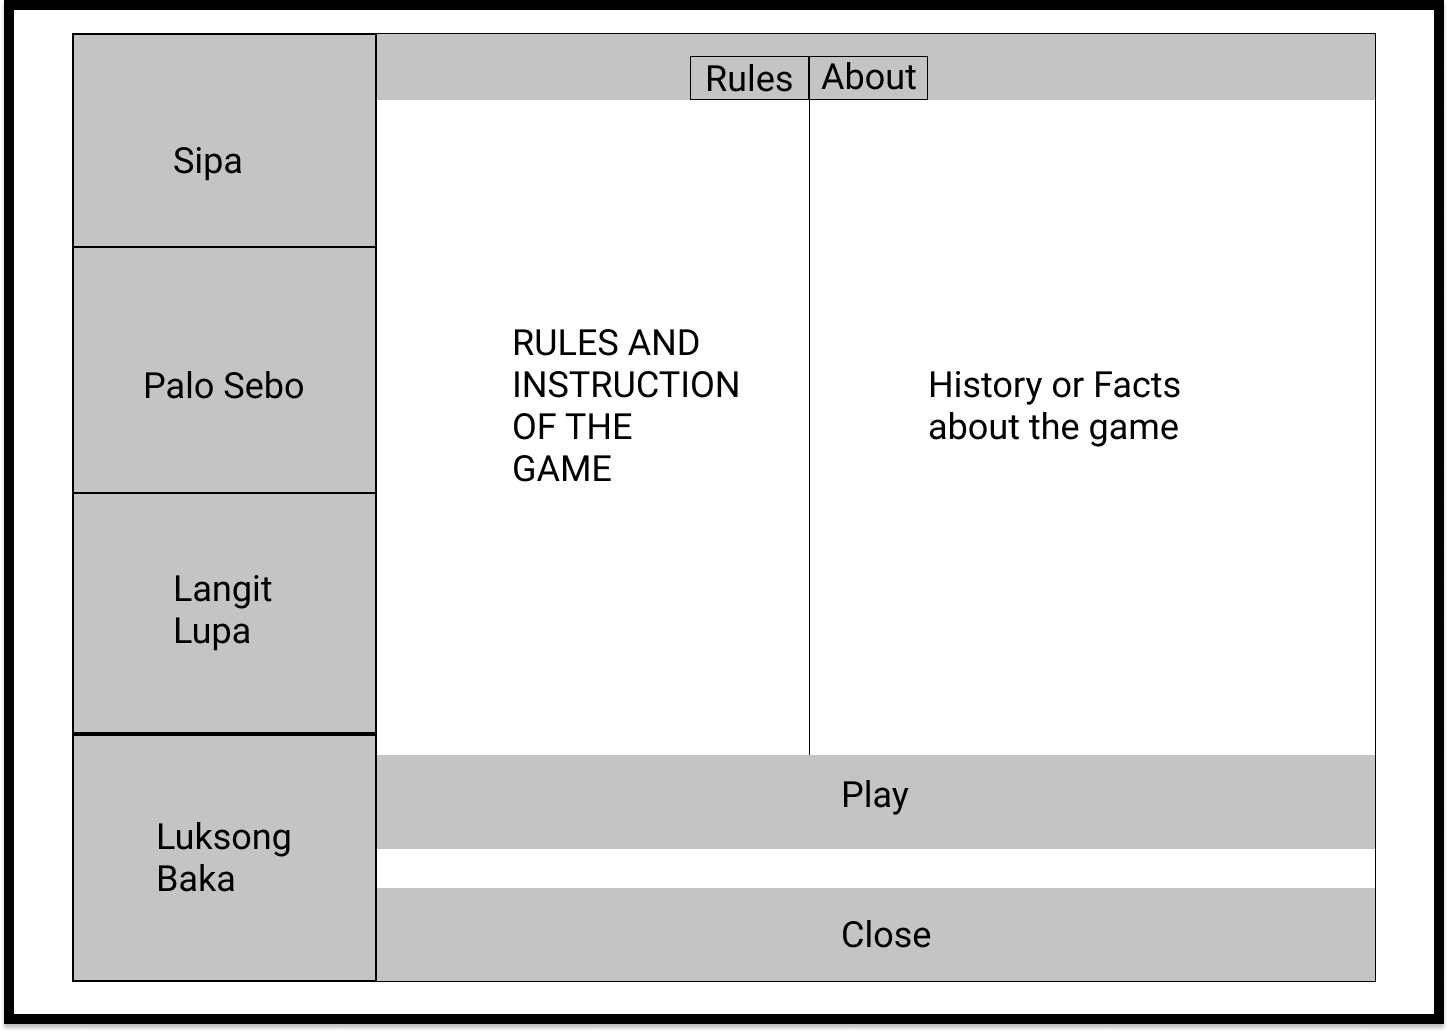 Sipa
Palo Sebo
Langit
Lupa
Luksong
Baka
Rules
About
RULES AND
INSTRUCTION
OF THE
GAME
History or Facts
about the game
Play
Close